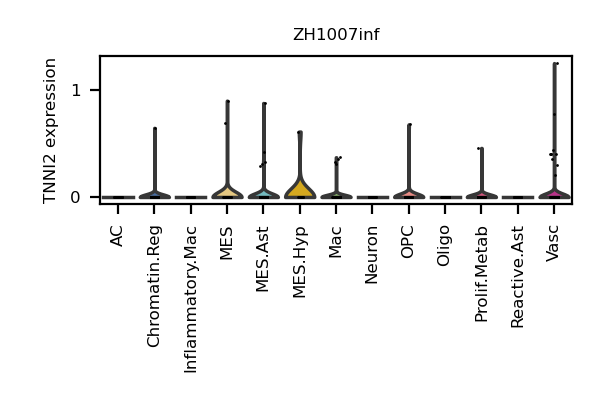 ZH1007inf
TNNI2 expression
1
0
AC
Chromatin.Reg
Inflammatory.Mac
MES
MES.Ast
MES.Hyp
Mac
Neuron
OPC
Oligo
Prolif.Metab
Reactive.Ast
Vasc